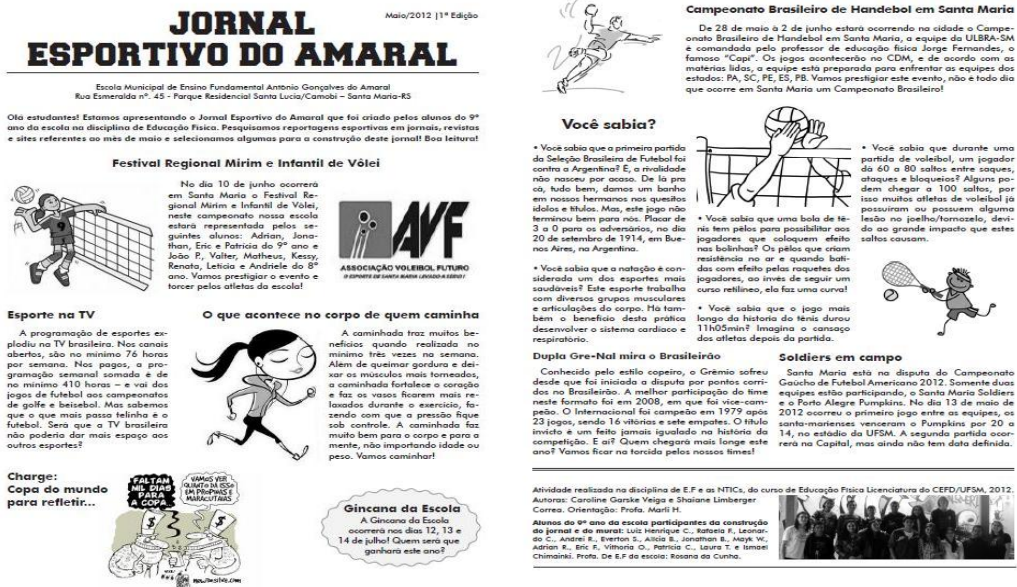 JORNAL
ESPORTIVO DO AMARAL
Maio/2012 |1ª Edição
Escola Municipal de Ensino Fundamental Antônio Gonçalves do Amaral
Rua Esmeralda nº. 45 - Parque Residencial Santa Lucia/Camobi – Santa Maria-RS
Olá estudantes! Estamos apresentando o Jornal Esportivo do Amaral que foi criado pelos alunos do 9º
ano da escola na disciplina de Educação Física. Pesquisamos reportagens esportivas em jornais, revistas
e sites referentes ao mês de maio e selecionamos algumas para a construção deste jornal! Boa leitura!
Festival Regional Mirim e Infantil de Vôlei
No dia 10 de junho ocorrerá
em Santa Maria o Festival Re-
gional Mirim e Infantil de Vôlei,
neste campeonato nossa escola
estará representada pelos se-
guintes alunos: Adrian, Jona-
than, Eric e Patricia do 9º ano e
João P., Valter, Matheus, Kessy,
Renata, Letícia e Andriele do 8º
ano. Vamos prestigiar o evento e
torcer pelos atletas da escola!
9
AVF
ASSOCIAÇÃO VOLEIBOL FUTURO
O ESPORTE DE SANTA MARIA LEVADO A SÉRIO!
Esporte na TV
A programação de esportes ex-
plodiu na TV brasileira. Nos canais
abertos, são no mínimo 76 horas
por semana. Nos pagos, a pro-
gramação semanal somada é de
no mínimo 410 horas – e vai dos
jogos de futebol aos campeonatos
de golfe e beisebol. Mas sabemos
que o que mais passa telinha é o
futebol. Será que a TV brasileira
não poderia dar mais espaço aos
outros esportes?
O que acontece no corpo de quem caminha
A caminhada traz muitos be-
nefícios quando realizada no
mínimo três vezes na semana.
Além de queimar gordura e dei-
xar os músculos mais torneados,
a caminhada fortalece o coração
e faz os vasos ficarem mais re-
laxados durante o exercício, fa-
zendo com que a pressão fique
sob controle. A caminhada faz
muito bem para o corpo e para a
mente, não importando idade ou
peso. Vamos caminhar!
Charge:
Copa do mundo
para refletir...
FALTAM
MIL DIAS
PARA
A COPA
VAMOS VER
QUANTO DÁ ISSO
EM PROPINAS E
MARACUTAIAS
Gincana da Escola
A Gincana da Escola
ocorrerá nos dias 12, 13 e
14 de julho! Quem será que
ganhará este ano?
Campeonato Brasileiro de Handebol em Santa Maria
De 28 de maio à 2 de junho estará ocorrendo na cidade o Campe-
onato Brasileiro de Handebol em Santa Maria, a equipe da ULBRA-SM
é comandada pelo professor de educação física Jorge Fernandes, o
famoso “Capi”. Os jogos acontecerão no CDM, e de acordo com as
matérias lidas, a equipe está preparada para enfrentar as equipes dos
estados: PA, SC, PE, ES, PB. Vamos prestigiar este evento, não é todo dia
que ocorre em Santa Maria um Campeonato Brasileiro!
Você sabia?
• Você sabia que a primeira partida
da Seleção Brasileira de Futebol foi
contra a Argentina? É, a rivalidade
não nasceu por acaso. De lá pra
cá, tudo bem, damos um banho
em nossos hermanos nos quesitos
ídolos e títulos. Mas, este jogo não
terminou bem para nós. Placar de
3 a 0 para os adversários, no dia
20 de setembro de 1914, em Bue-
nos Aires, na Argentina.
• Você sabia que a natação é con-
siderada um dos esportes mais
saudáveis? Este esporte trabalha
com diversos grupos musculares
e articulações do corpo. Há tam-
bém o benefício desta prática
desenvolver o sistema cardíaco e
respiratório.
• Você sabia que uma bola de tê-
nis tem pêlos para possibilitar aos
jogadores que coloquem efeito
nas bolinhas? Os pêlos que criam
resistência no ar e quando bati-
das com efeito pelas raquetes dos
jogadores, ao invés de seguir um
curso retilíneo, ela faz uma curva!
• Você sabia que o jogo mais
longo da historia do tênis durou
11h05min? Imagina o cansaço
dos atletas depois da partida.
• Você sabia que durante uma
partida de voleibol, um jogador
dá 60 a 80 saltos entre saques,
ataques e bloqueios? Alguns po-
dem chegar a 100 saltos, por
isso muitos atletas de voleibol já
possuíram ou possuem alguma
lesão no joelho/tornozelo, devi-
do ao grande impacto que estes
saltos causam.
Dupla Gre-Nal mira o Brasileirão
Conhecido pelo estilo copeiro, o Grêmio sofreu
desde que foi iniciada a disputa por pontos corri-
dos no Brasileirão. A melhor participação do time
neste formato foi em 2008, em que foi vice-cam-
peão. O Internacional foi campeão em 1979 após
23 jogos, sendo 16 vitórias e sete empates. O título
invicto é um feito jamais igualado na história da
competição. E aí? Quem chegará mais longe este
ano? Vamos ficar na torcida pelos nossos times!
Soldiers em campo
Santa Maria está na disputa do Campeonato
Gaúcho de Futebol Americano 2012. Somente duas
equipes estão participando, o Santa Maria Soldiers
e o Porto Alegre Pumpkins. No dia 13 de maio de
2012 ocorreu o primeiro jogo entre as equipes, os
santa-marienses venceram o Pumpkins por 20 a
14, no estádio da UFSM. A segunda partida ocor-
rerá na Capital, mas ainda não tem data definida.
Atividade realizada na disciplina de E.F e as NTICs, do curso de Educação Física Licenciatura do CEFD/UFSM, 2012.
Autoras: Caroline Garske Veiga e Shaiane Limberger
Correa. Orientação: Profa. Marli H.
Alunos do 9º ano da escola participantes da construção
do jornal e do mural: Luiz Henrique C., Rafaela F., Leonar-
do C., Andrei R., Everton S., Alicia B., Jonathan B., Mayk W.,
Adrian R., Eric F., Vithoria O., Patricia C., Laura T. e Ismael
Chimainki. Profa. De E.F da escola: Rosana da Cunha.